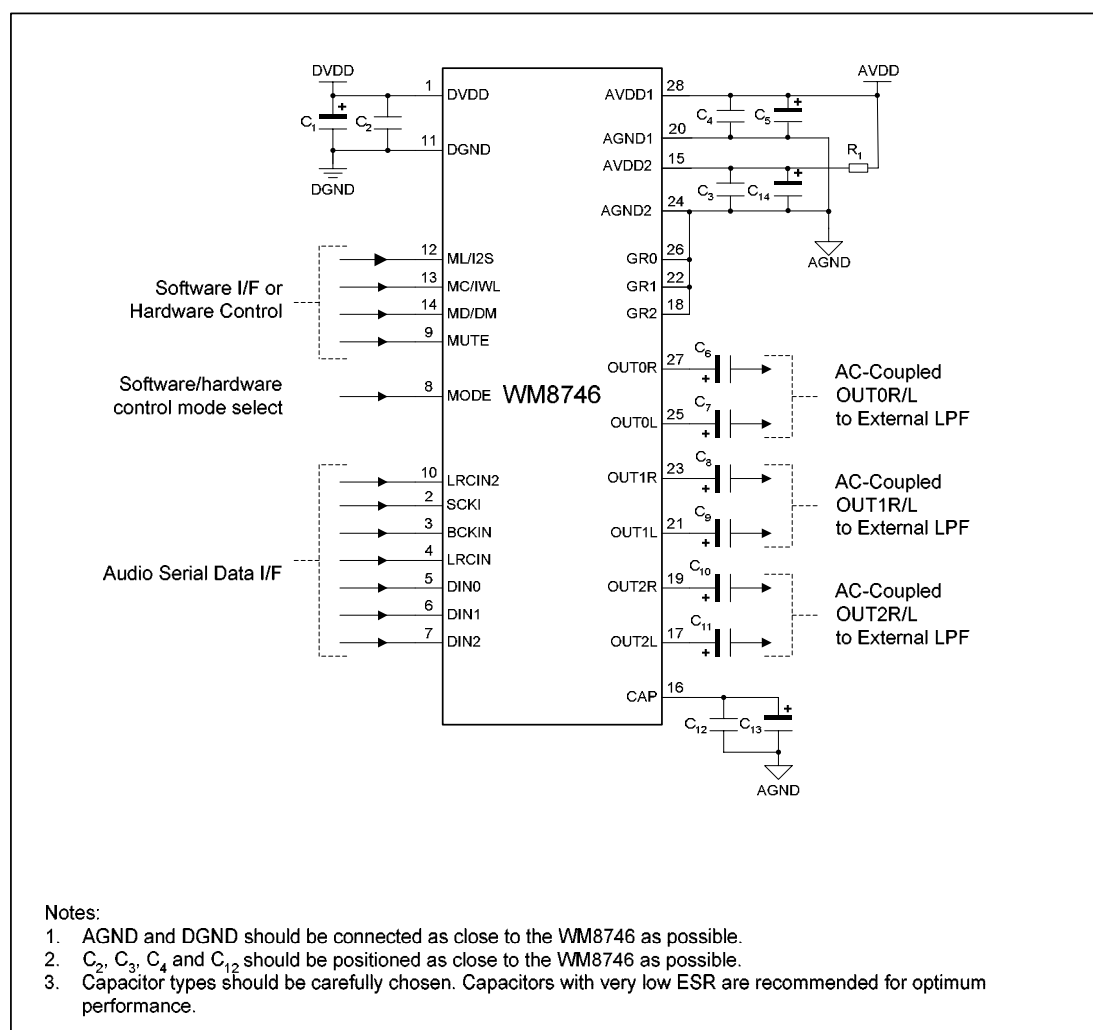 DVDD
AVDD
1
DVDD
AVDD1
28
+
C1
C2
C4
C5
+
11
DGND
AGND1
20
AVDD2
15
R1
DGND
C3
C14
+
AGND2
24
AGND
12
ML/I2S
GR0
26
13
MC/IWL
GR1
22
14
MD/DM
GR2
18
9
MUTE
Software I/F or
Hardware Control
Software/hardware
control mode select
8
MODE
WM8746
OUT0R
27
C6
+
OUT0L
25
C7
+
AC-Coupled
OUT0R/L
to External LPF
10
LRCIN2
2
SCKI
3
BCKIN
4
LRCIN
5
DIN0
6
DIN1
7
DIN2
Audio Serial Data I/F
OUT1R
23
C8
+
OUT1L
21
C9
+
AC-Coupled
OUT1R/L
to External LPF
OUT2R
19
C10
+
OUT2L
17
C11
+
AC-Coupled
OUT2R/L
to External LPF
CAP
16
C12
C13
+
AGND
Notes:
1. AGND and DGND should be connected as close to the WM8746 as possible.
2. C2, C3, C4 and C12 should be positioned as close to the WM8746 as possible.
3. Capacitor types should be carefully chosen. Capacitors with very low ESR are recommended for optimum
performance.